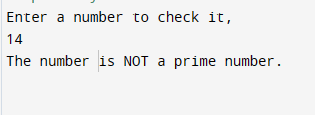 Enter a number to check it,
14
The number is NOT a prime number.